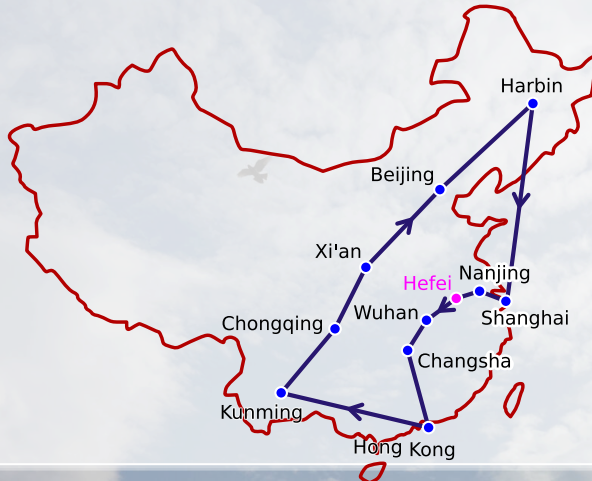 Harbin
Beijing
Xi'an
Hefei
Nanjing
Wuhan
Shanghai
Chongqing
Changsha
Kunming
Hong Kong